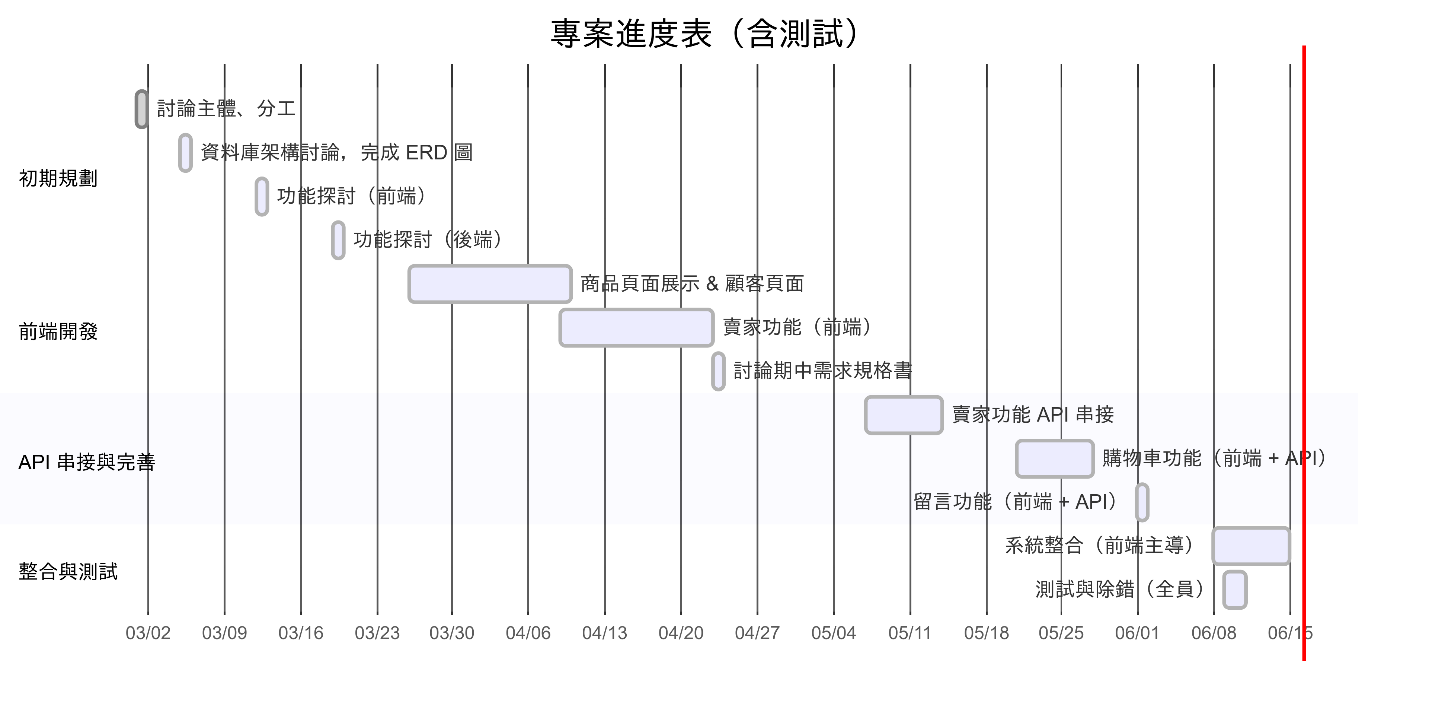 專案進度表（含測試）
討論主體、分工
資料庫架構討論，完成 ERD 圖
初期規劃
功能探討（前端）
功能探討（後端）
商品頁面展示 & 顧客頁面
前端開發
賣家功能（前端）
討論期中需求規格書
賣家功能 API 串接
API 串接與完善
購物車功能（前端 + API）
留言功能（前端 + API）
系統整合（前端主導）
整合與測試
測試與除錯（全員）
03/02 03/09 03/16 03/23 03/30 04/06 04/13 04/20 04/27 05/04 05/11 05/18 05/25 06/01 06/08 06/15